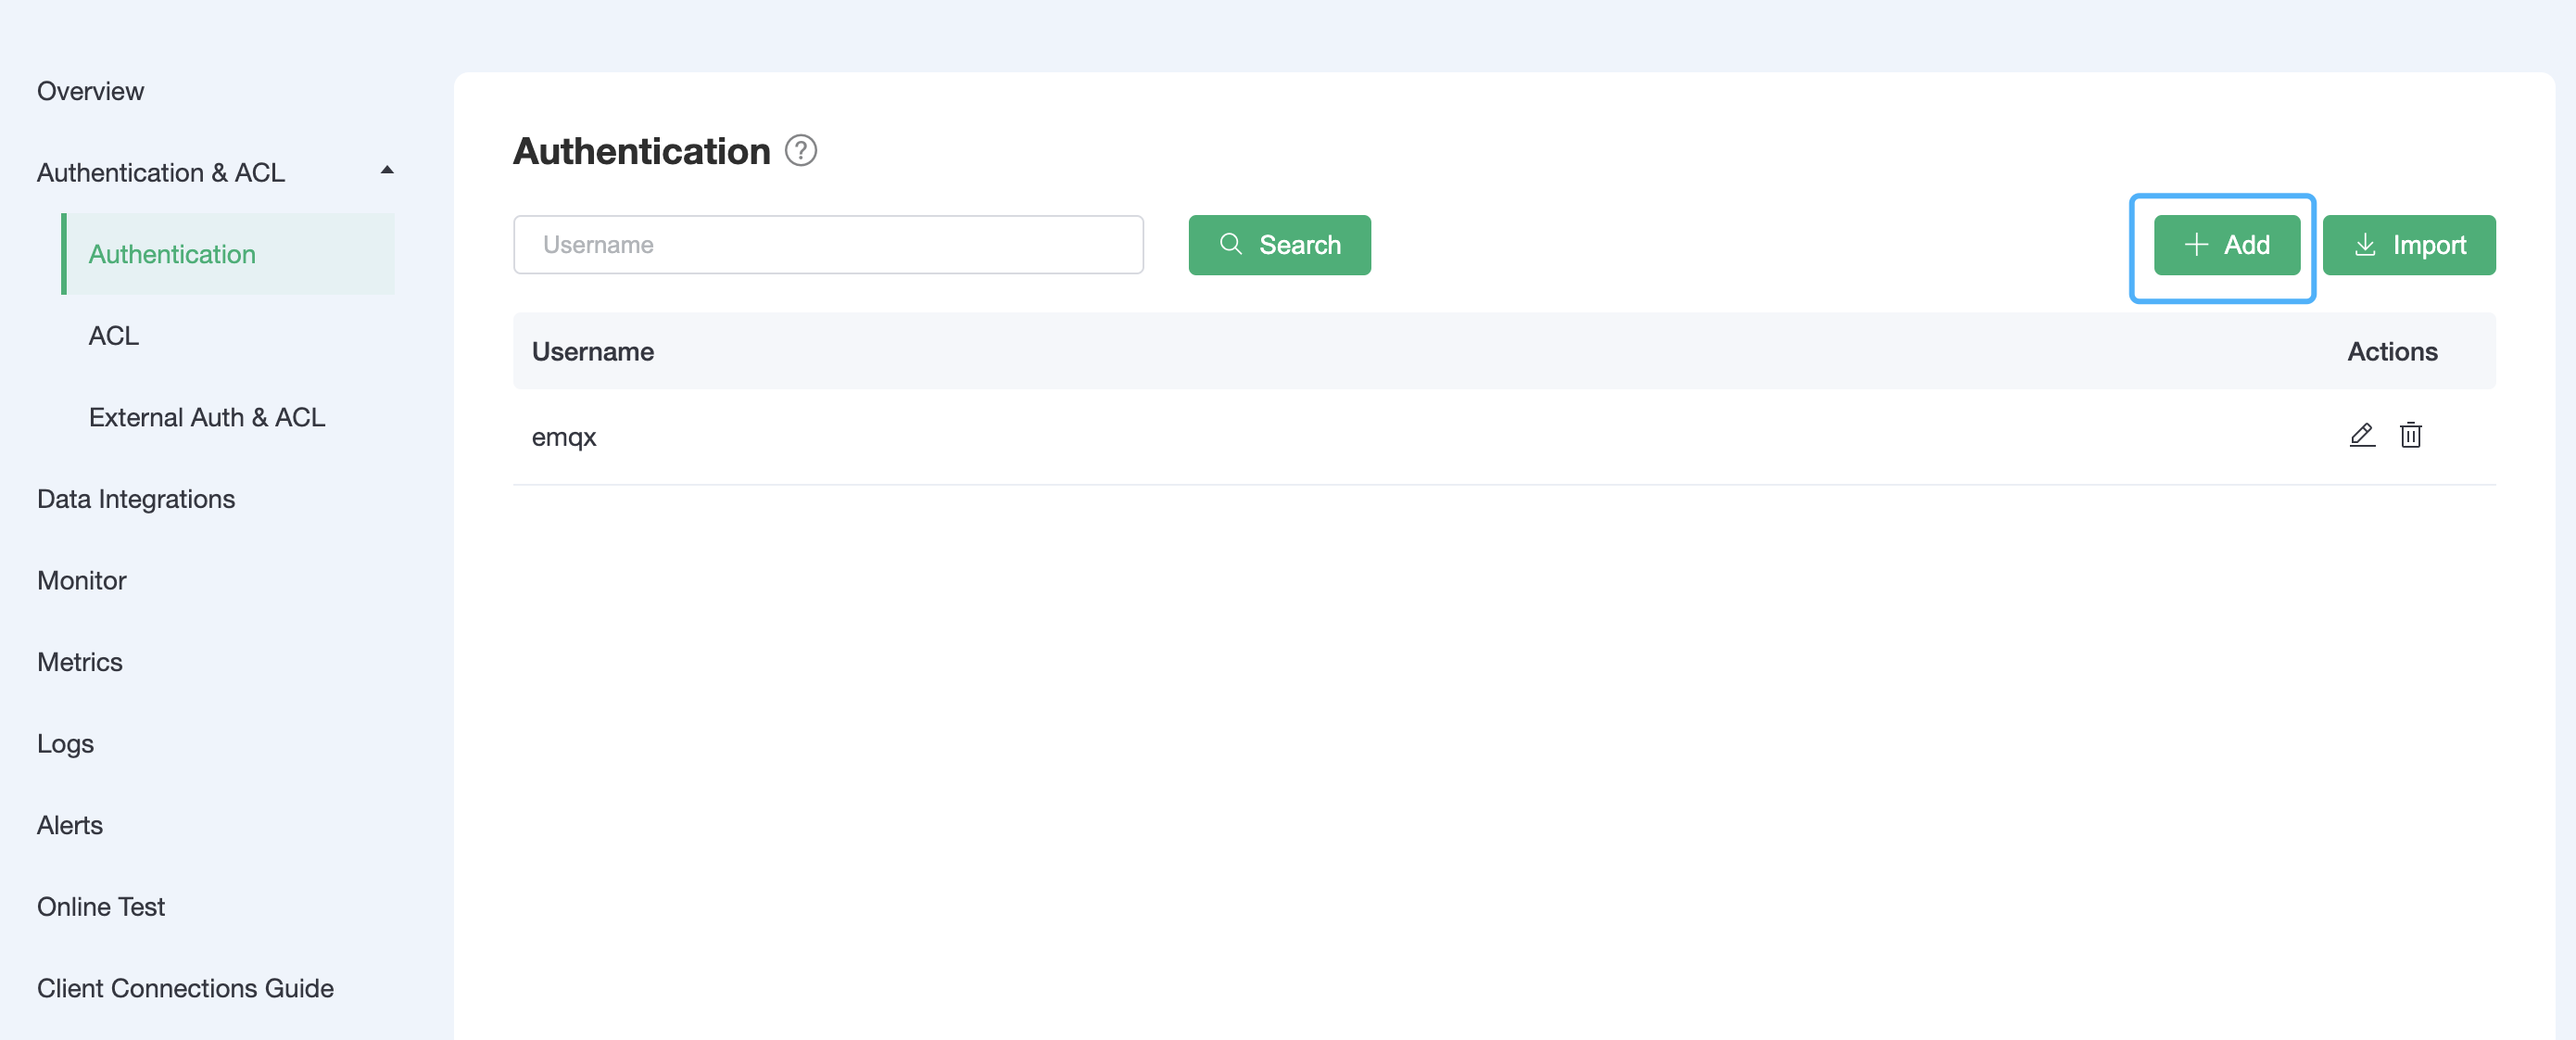 Overview
Authentication & ACL
Authentication
ACL
External Auth & ACL
Data Integrations
Monitor
Metrics
Logs
Alerts
Online Test
Client Connections Guide
Authentication ?
Username
Search
Add
Import
Username Actions
emqx